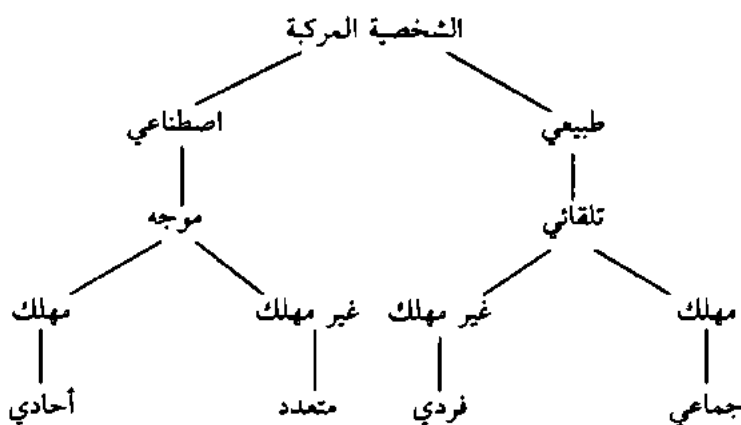 الشخصية المركبة
طبيعي اصطناعي
تلقائي موجه
مهلك غير مهلك غير مهلك مهلك
جماعي فردي متعدد أحادي